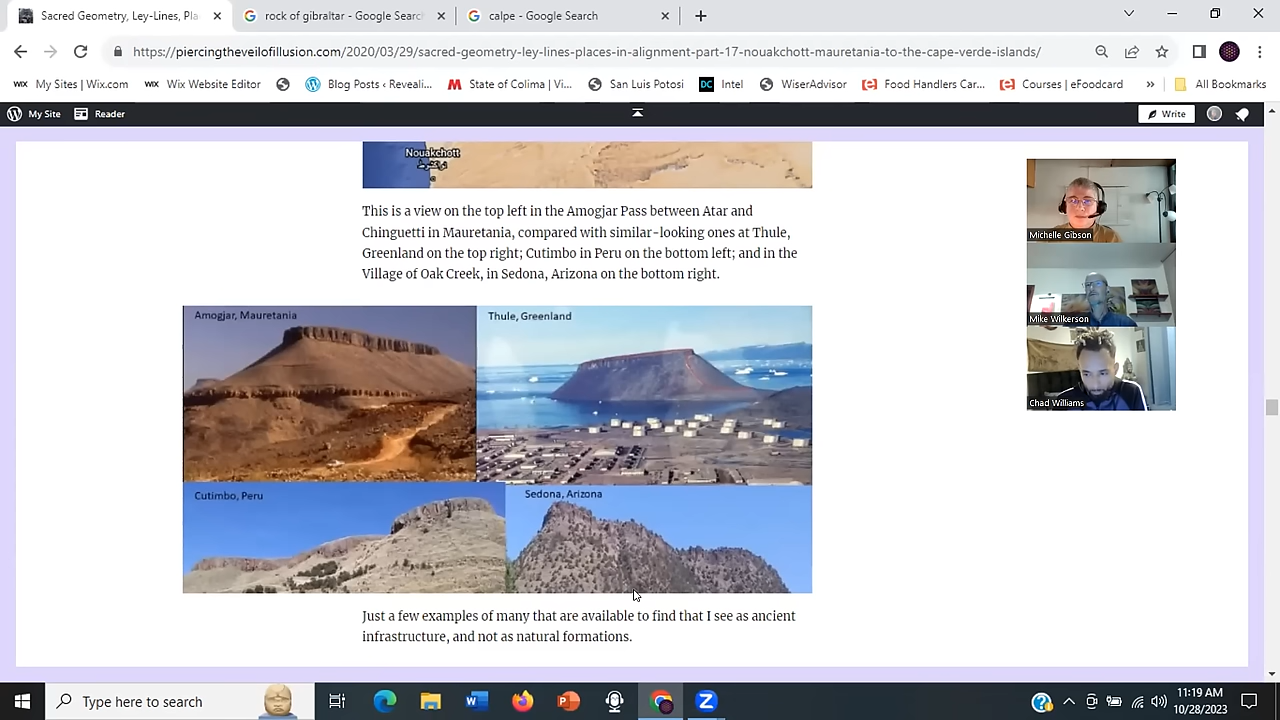 Sacred Geometry, Ley-Lines, Pla
rock of gibraltar - Google Search
calpe - Google Search
https://piercingtheveilofillusion.com/2020/03/29/sacred-geometry-ley-lines-places-in-alignment-part-17-nouakchott-mauretania-to-the-cape-verde-islands/
WIX My Sites | Wix.com
WIX Wix Website Editor
Blog Posts ‹ Reveali...
State of Colima | Vi...
San Luis Potosi
DC Intel
WiserAdvisor
Food Handlers Car...
Courses | eFoodcard
»
All Bookmarks
My Site
Reader
Write
Nouakchott
نواكشوط
This is a view on the top left in the Amogjar Pass between Atar and
Chinguetti in Mauretania, compared with similar-looking ones at Thule,
Greenland on the top right; Cutimbo in Peru on the bottom left; and in the
Village of Oak Creek, in Sedona, Arizona on the bottom right.
Amogjar, Mauretania
Thule, Greenland
Cutimbo, Peru
Sedona, Arizona
Just a few examples of many that are available to find that I see as ancient
infrastructure, and not as natural formations.
Michelle Gibson
Mike Wilkerson
Chad Williams
Type here to search
11:19 AM
10/28/2023